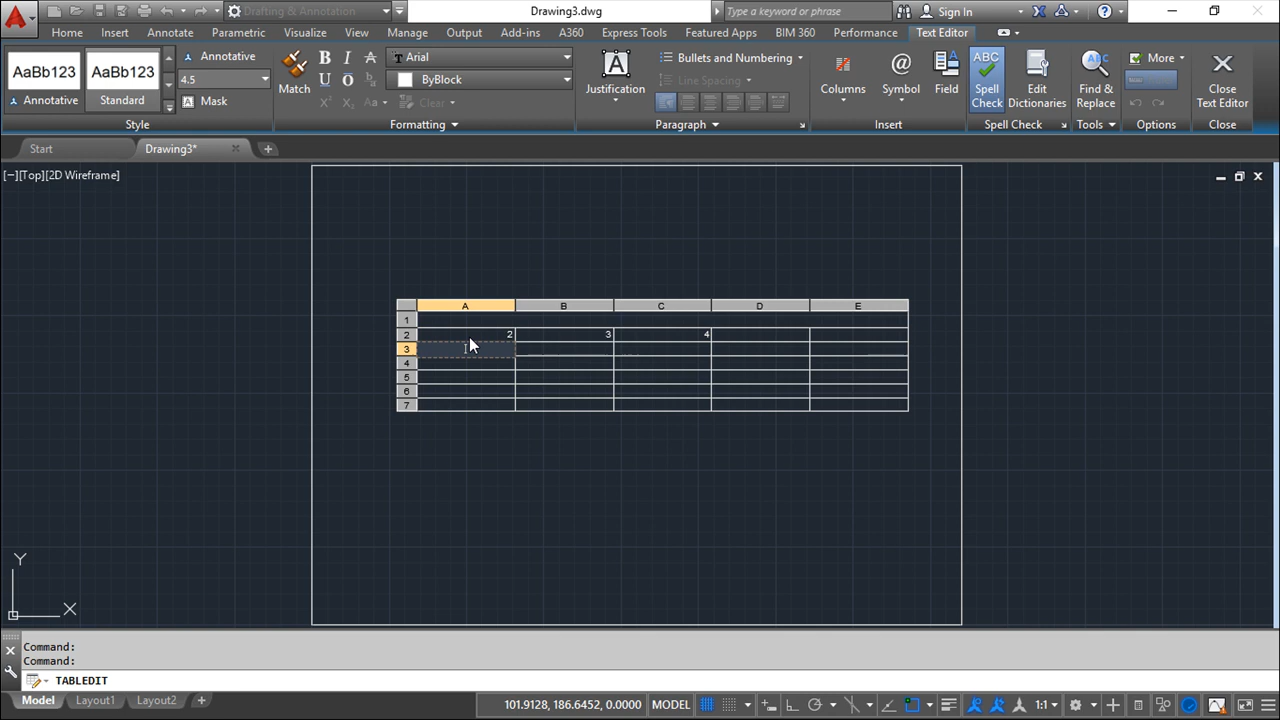 Drafting & Annotation
Drawing3.dwg
Type a keyword or phrase
Sign In
Home
Insert
Annotate
Parametric
Visualize
View
Manage
Output
Add-ins
A360
Express Tools
Featured Apps
BIM 360
Performance
Text Editor
AaBb123
AaBb123
Annotative
Standard
Annotative
4.5
Mask
Style
Match
B
I
A
U
O
Aa
Clear
Arial
ByBlock
Formatting
A
Justification
Bullets and Numbering
Line Spacing
Paragraph
Columns
@
Symbol
Field
Insert
ABC
Spell
Check
Edit
Dictionaries
Spell Check
Find &
Replace
Tools
More
Options
Close
Text Editor
Close
Start
Drawing3*
[−][Top][2D Wireframe]
A B C D E
1
2 2 3 4
3
4
5
6
7
Y
X
Command:
Command:
TABLEDIT
Model
Layout1
Layout2
101.9128, 186.6452, 0.0000
MODEL
1:1